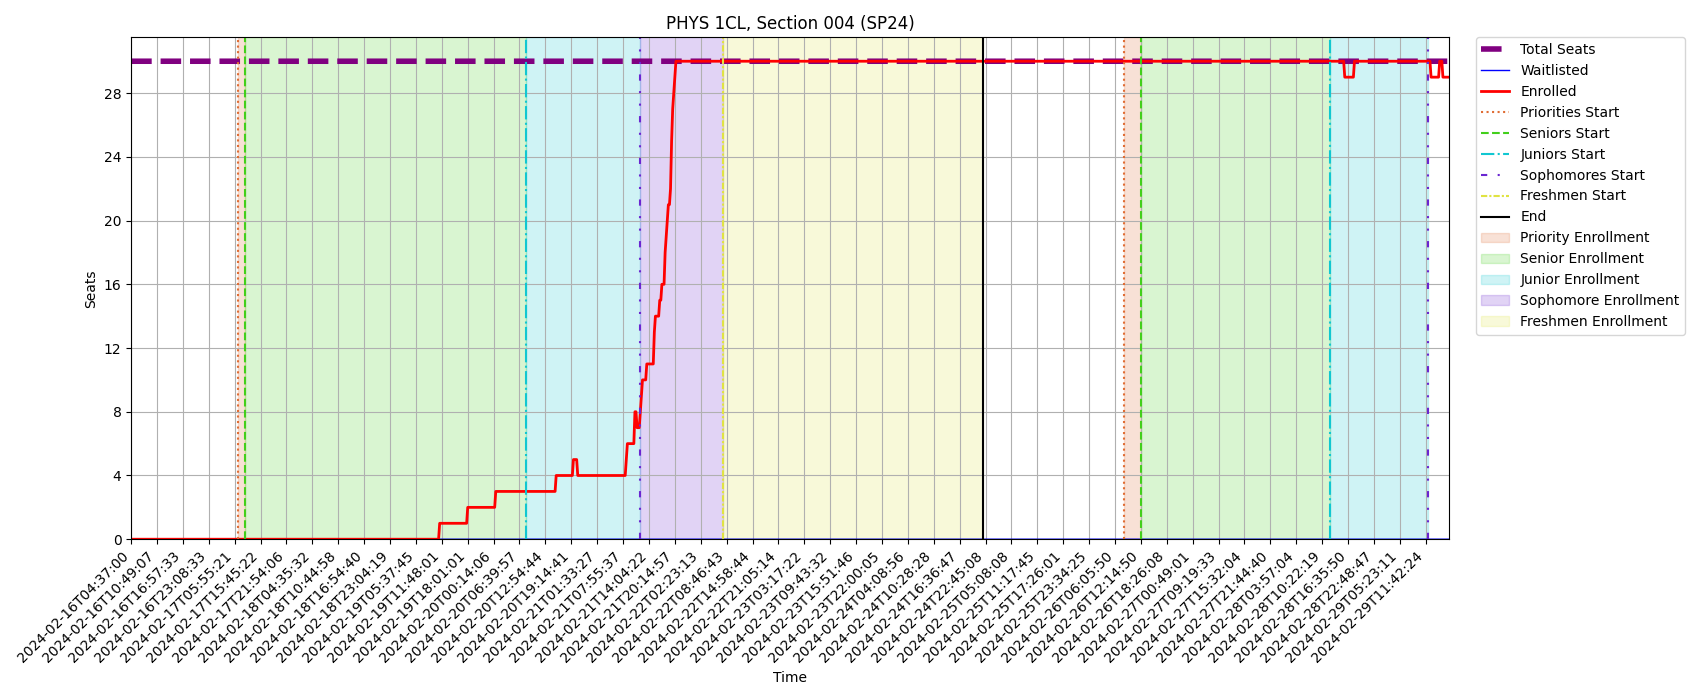 PHYS 1CL, Section 004 (SP24)
Seats
28
24
20
16
12
8
4
0
2024-02-16T04:37:00
2024-02-16T10:49:07
2024-02-16T16:57:33
2024-02-16T23:08:33
2024-02-17T05:55:21
2024-02-17T15:45:22
2024-02-17T21:54:06
2024-02-18T04:35:32
2024-02-18T10:44:58
2024-02-18T16:54:40
2024-02-18T23:04:19
2024-02-19T05:37:45
2024-02-19T11:48:01
2024-02-19T18:01:01
2024-02-20T00:14:06
2024-02-20T06:39:57
2024-02-20T12:54:44
2024-02-20T19:14:41
2024-02-21T01:33:27
2024-02-21T07:55:37
2024-02-21T14:04:22
2024-02-21T20:14:57
2024-02-22T02:23:13
2024-02-22T08:46:43
2024-02-22T14:58:44
2024-02-22T21:05:14
2024-02-23T03:17:22
2024-02-23T09:43:32
2024-02-23T15:51:46
2024-02-23T22:00:05
2024-02-24T04:08:56
2024-02-24T10:28:28
2024-02-24T16:36:47
2024-02-24T22:45:08
2024-02-25T05:08:08
2024-02-25T11:17:45
2024-02-25T17:26:01
2024-02-25T23:34:25
2024-02-26T06:05:50
2024-02-26T12:14:50
2024-02-26T18:26:08
2024-02-27T00:49:01
2024-02-27T09:19:33
2024-02-27T15:32:04
2024-02-27T21:44:40
2024-02-28T03:57:04
2024-02-28T10:22:19
2024-02-28T16:35:50
2024-02-28T22:48:47
2024-02-29T05:23:11
2024-02-29T11:42:24
Time
Total Seats
Waitlisted
Enrolled
Priorities Start
Seniors Start
Juniors Start
Sophomores Start
Freshmen Start
End
Priority Enrollment
Senior Enrollment
Junior Enrollment
Sophomore Enrollment
Freshmen Enrollment